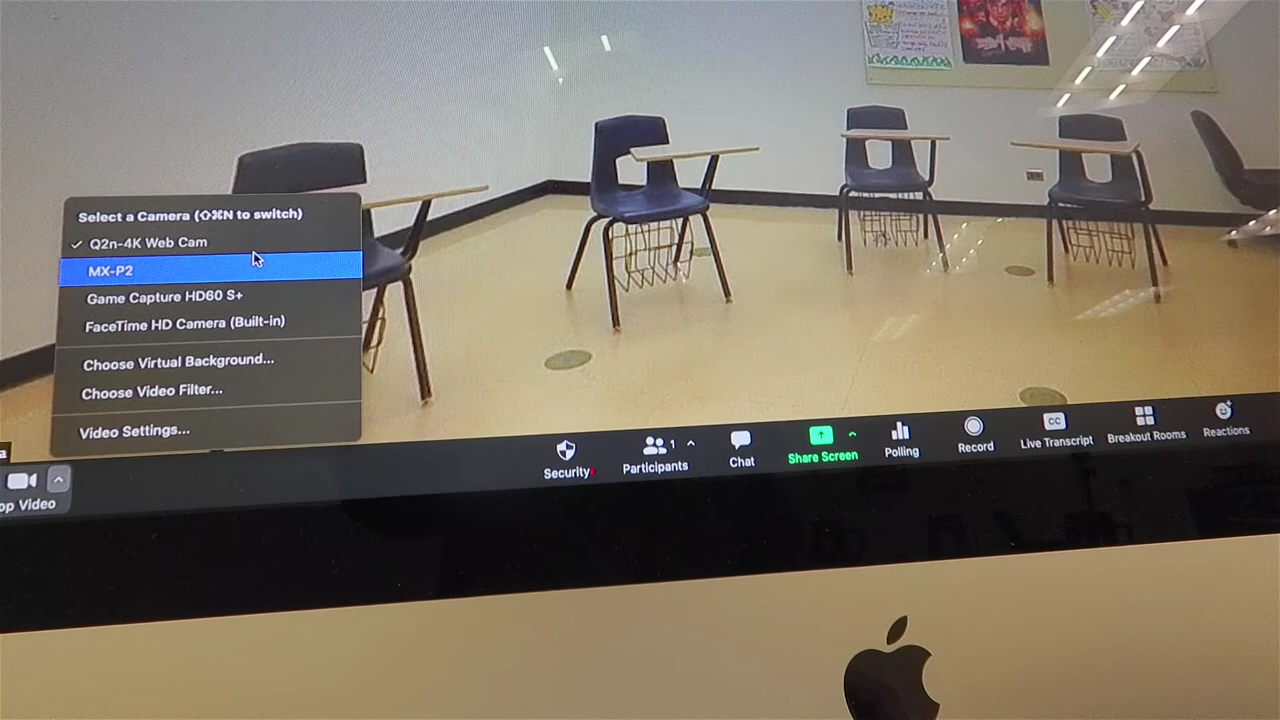 Select a Camera (⇧⌘N to switch)
✓ Q2n-4K Web Cam
MX-P2
Game Capture HD60 S+
FaceTime HD Camera (Built-in)
Choose Virtual Background...
Choose Video Filter...
Video Settings...
a
op Video
Security
Participants 1
Chat
Share Screen
Polling
Record
CC
Live Transcript
Breakout Rooms
Reactions